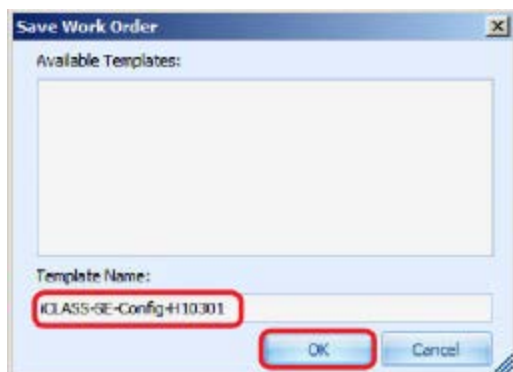 Save Work Order
Available Templates:
Template Name:
iCLASS-SE-Config-H10301
OK
Cancel